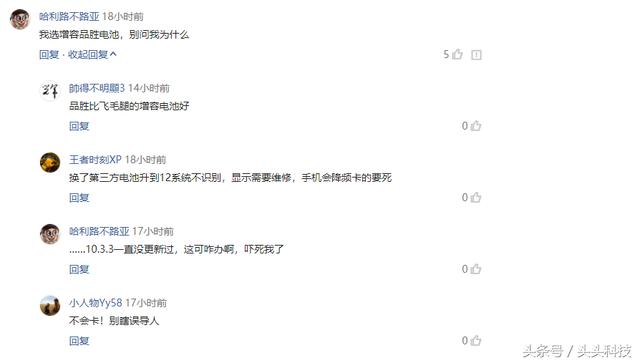 哈利路不路亚 18小时前
我选增容品胜电池，别问我为什么
回复 · 收起回复
5
帥得不明顯3 14小时前
品胜比飞毛腿的增容电池好
回复
0
王者时刻XP 18小时前
换了第三方电池升到12系统不识别，显示需要维修，手机会降频卡的要死
回复
0
哈利路不路亚 17小时前
......10.3.3一直没更新过，这可咋办啊，吓死我了
回复
0
小人物Yy58 17小时前
不会卡！别瞎误导人
回复
0
头条号 / 头头科技